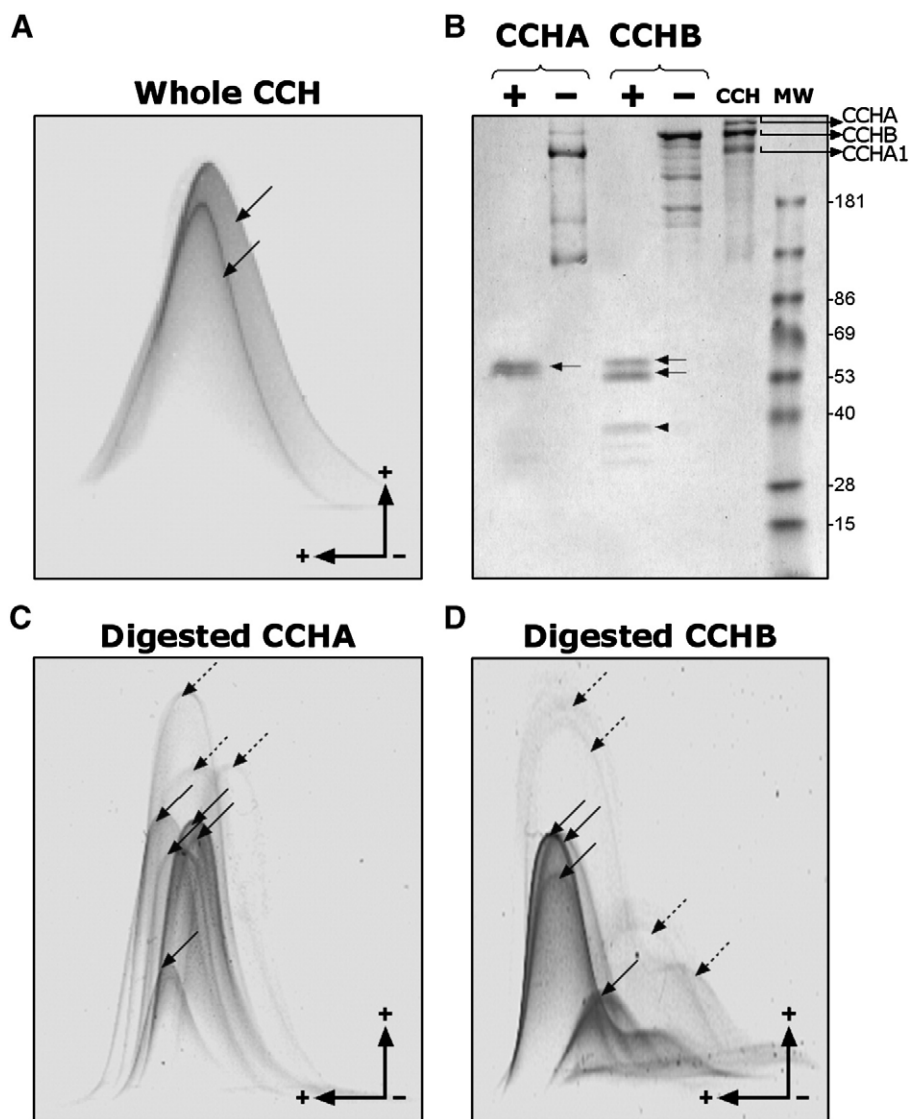 A
Whole CCH
+
+ −
B
CCHA CCHB
+ − + − CCH MW
CCHA
CCHB
CCHA1
-181
-86
-69
-53
-40
-28
-15
C
Digested CCHA
+
+ −
D
Digested CCHB
+
+ −